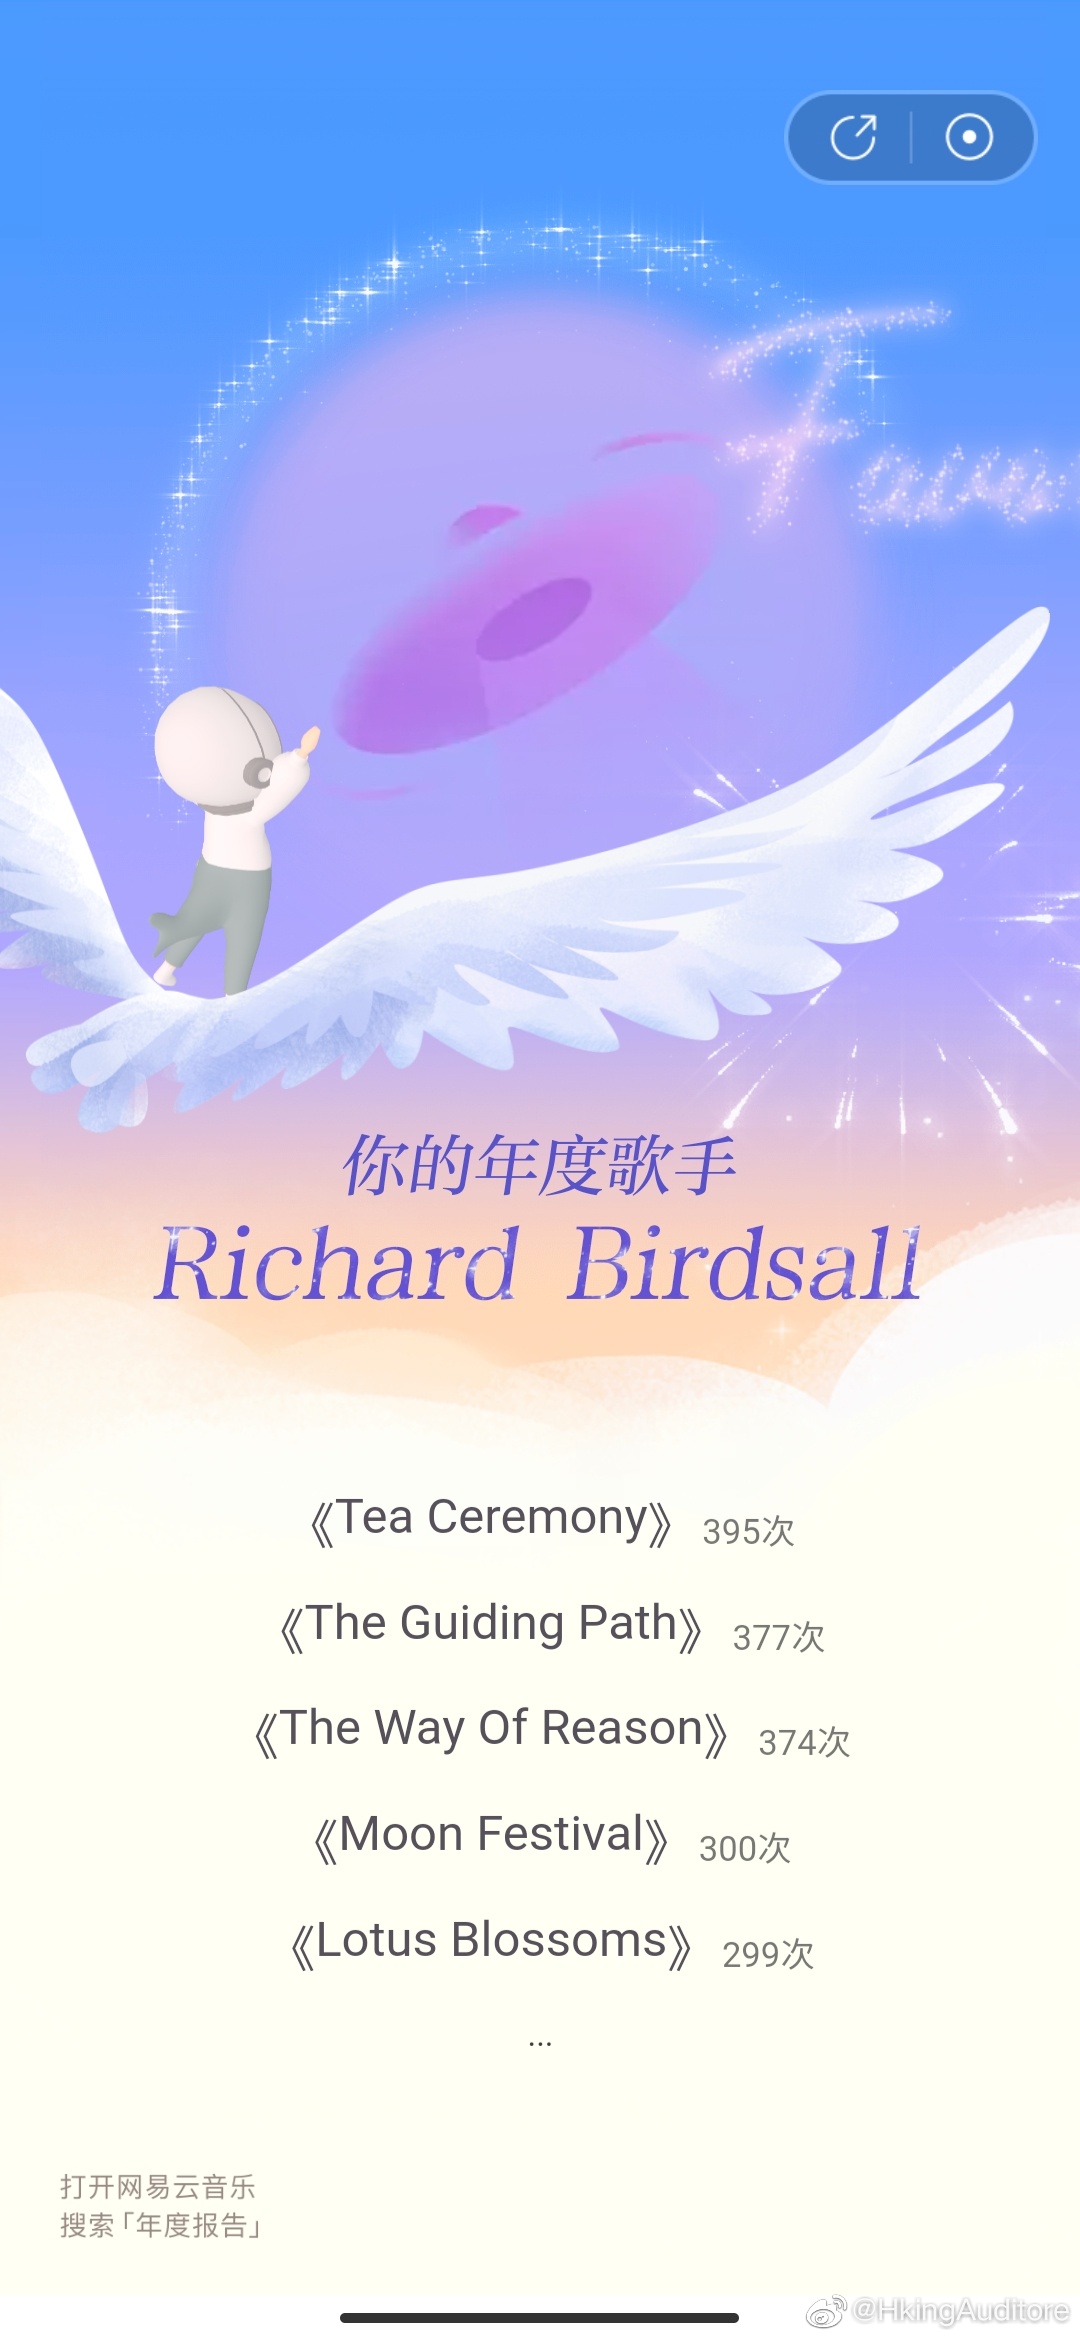 你的年度歌手
Richard Birdsall
《Tea Ceremony》 395次
《The Guiding Path》 377次
《The Way Of Reason》 374次
《Moon Festival》 300次
《Lotus Blossoms》 299次
...
打开网易云音乐
搜索「年度报告」
@HkingAuditore